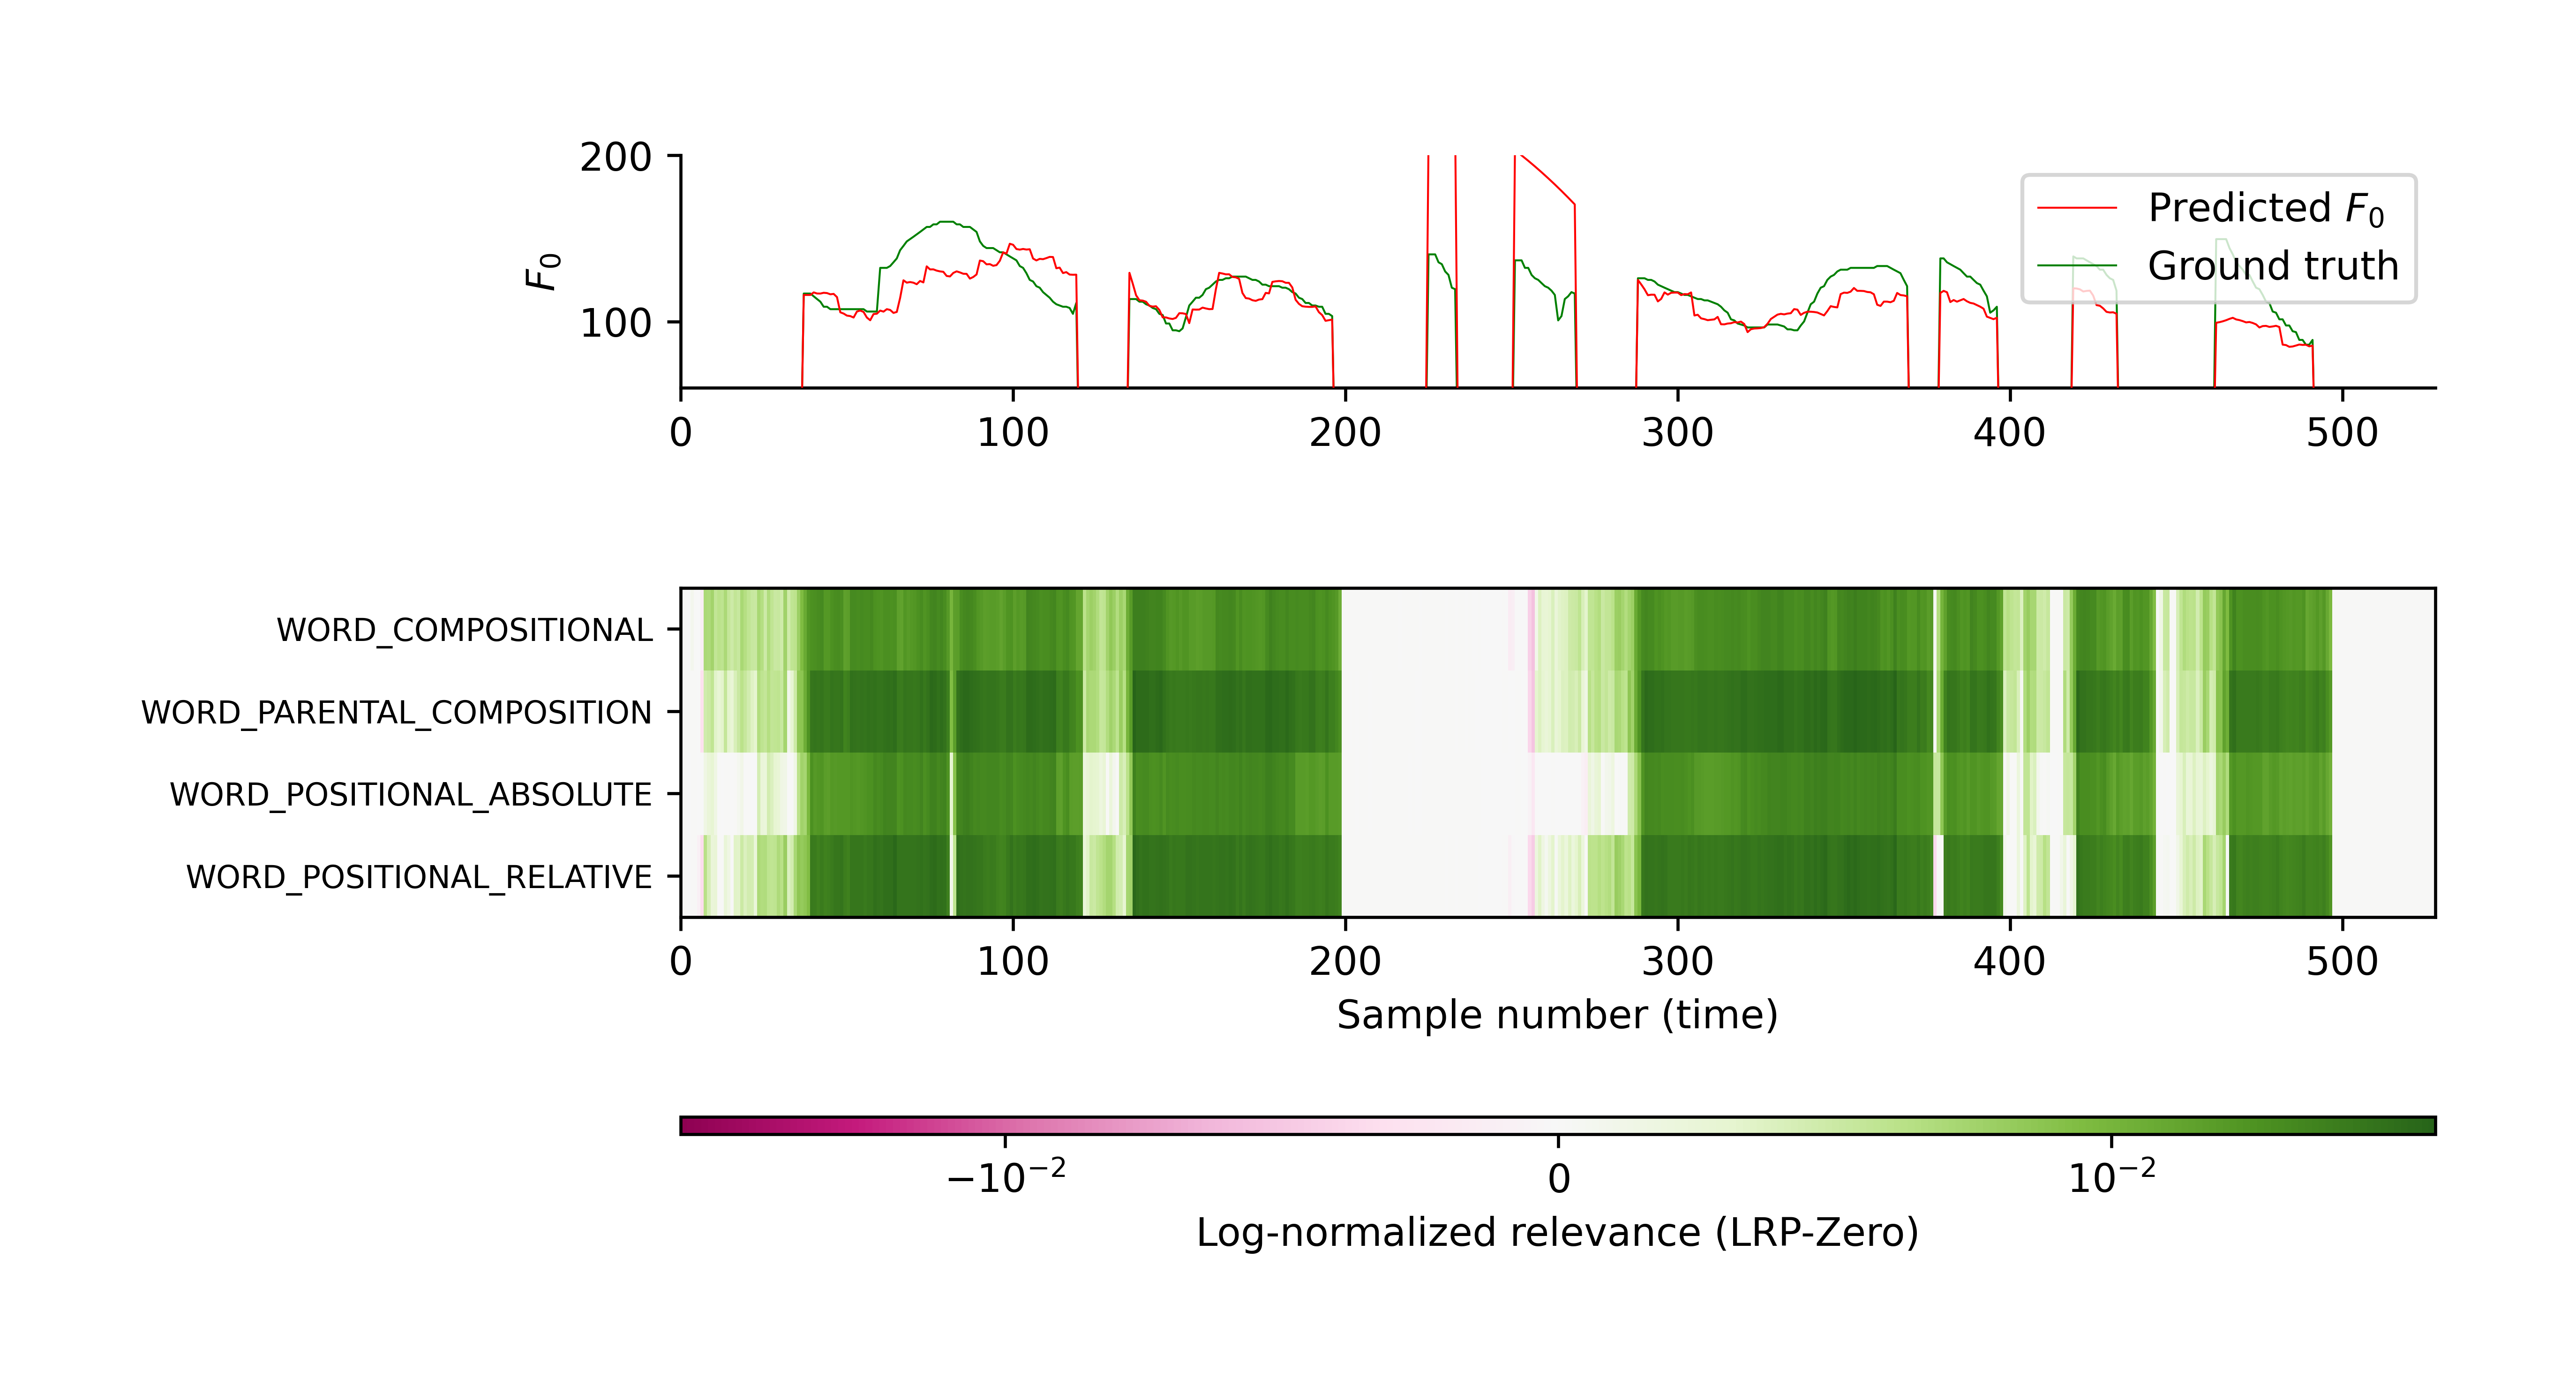 200
100
F₀
Predicted F₀
Ground truth
0 100 200 300 400 500
WORD_COMPOSITIONAL
WORD_PARENTAL_COMPOSITION
WORD_POSITIONAL_ABSOLUTE
WORD_POSITIONAL_RELATIVE
0 100 200 300 400 500
Sample number (time)
−10⁻² 0 10⁻²
Log-normalized relevance (LRP-Zero)